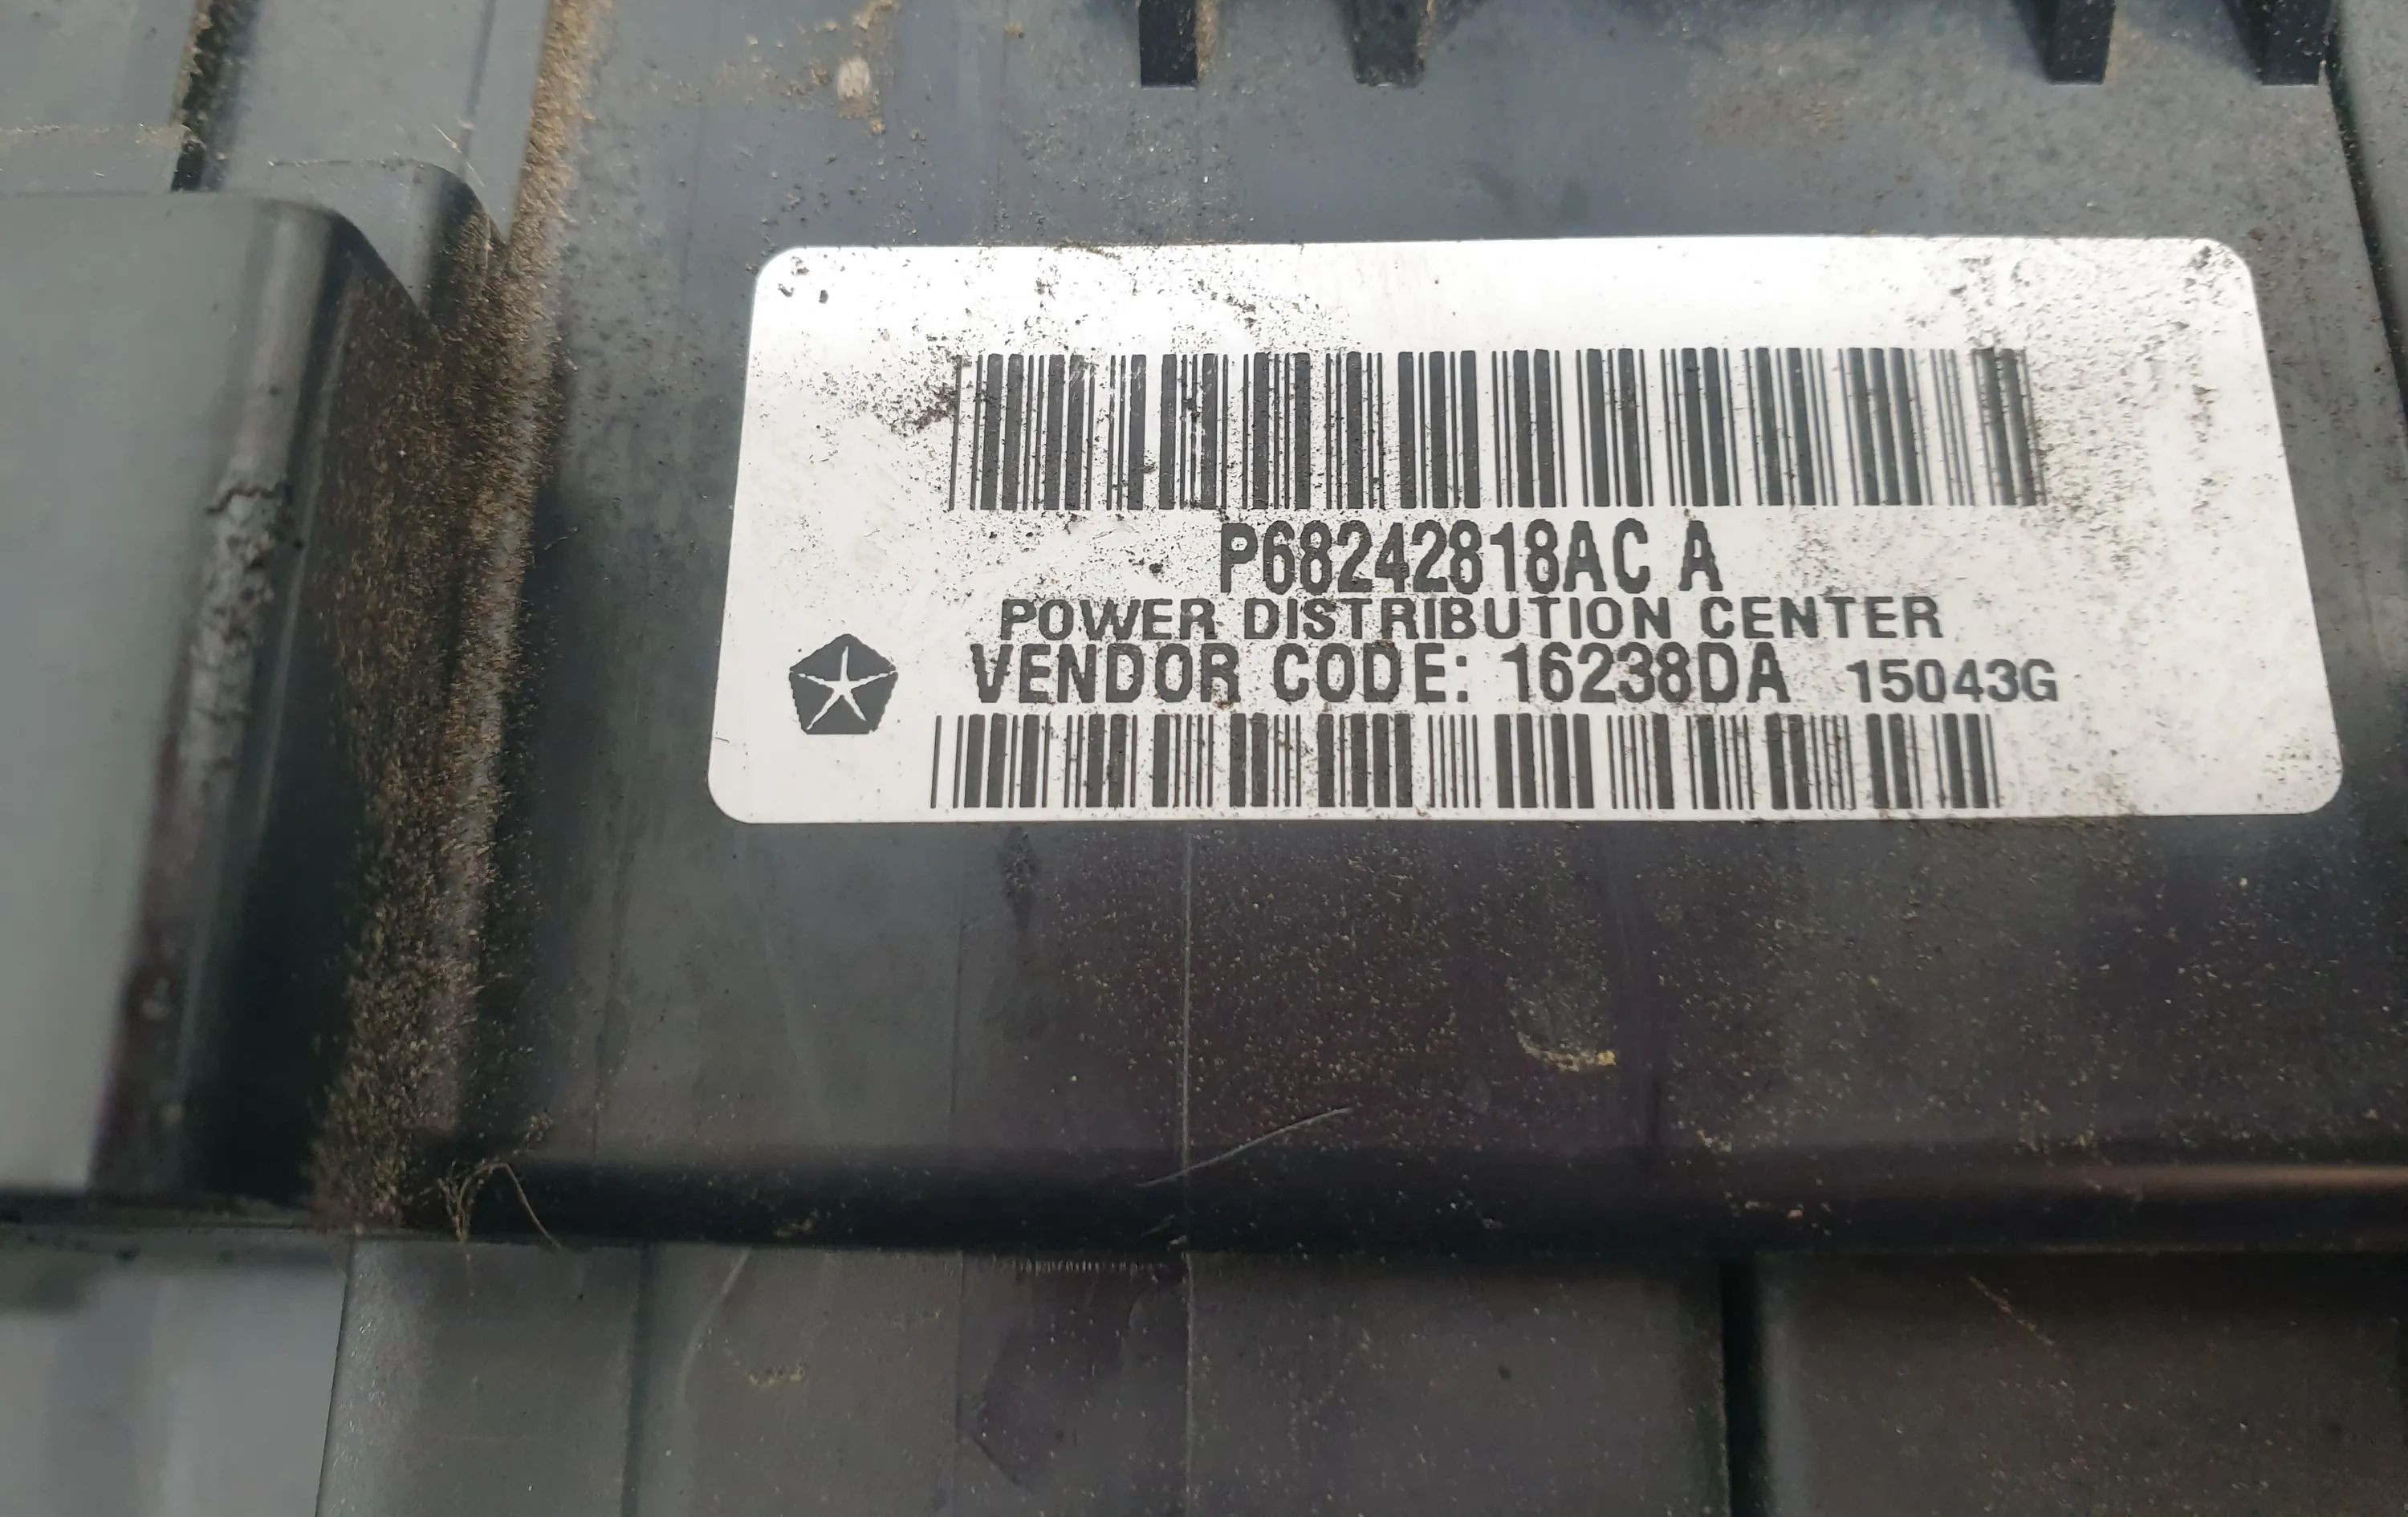 P68242818AC A
POWER DISTRIBUTION CENTER
VENDOR CODE: 16238DA 15043G